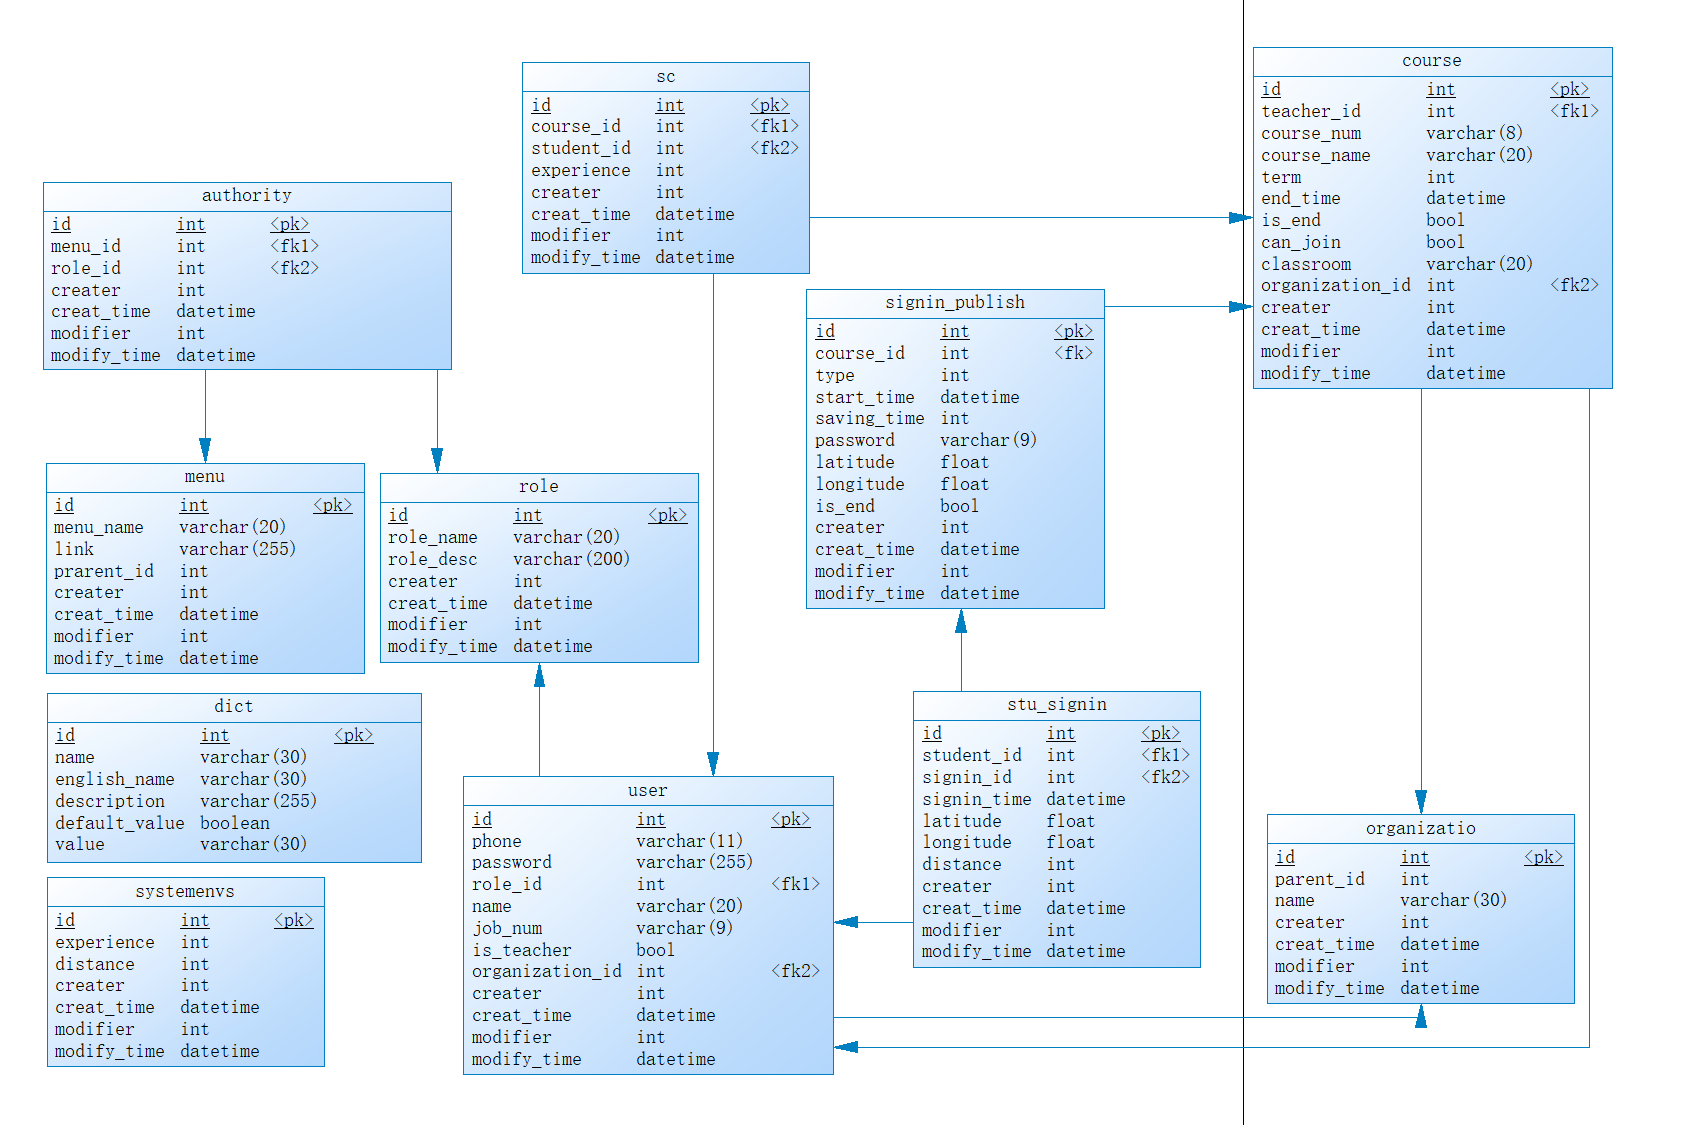 sc
id int <pk>
course_id int <fk1>
student_id int <fk2>
experience int
creater int
creat_time datetime
modifier int
modify_time datetime
course
id int <pk>
teacher_id int <fk1>
course_num varchar(8)
course_name varchar(20)
term int
end_time datetime
is_end bool
can_join bool
classroom varchar(20)
organization_id int <fk2>
creater int
creat_time datetime
modifier int
modify_time datetime
authority
id int <pk>
menu_id int <fk1>
role_id int <fk2>
creater int
creat_time datetime
modifier int
modify_time datetime
signin_publish
id int <pk>
course_id int <fk>
type int
start_time datetime
saving_time int
password varchar(9)
latitude float
longitude float
is_end bool
creater int
creat_time datetime
modifier int
modify_time datetime
menu
id int <pk>
menu_name varchar(20)
link varchar(255)
prarent_id int
creater int
creat_time datetime
modifier int
modify_time datetime
role
id int <pk>
role_name varchar(20)
role_desc varchar(200)
creater int
creat_time datetime
modifier int
modify_time datetime
dict
id int <pk>
name varchar(30)
english_name varchar(30)
description varchar(255)
default_value boolean
value varchar(30)
stu_signin
id int <pk>
student_id int <fk1>
signin_id int <fk2>
signin_time datetime
latitude float
longitude float
distance int
creater int
creat_time datetime
modifier int
modify_time datetime
user
id int <pk>
phone varchar(11)
password varchar(255)
role_id int <fk1>
name varchar(20)
job_num varchar(9)
is_teacher bool
organization_id int <fk2>
creater int
creat_time datetime
modifier int
modify_time datetime
organizatio
id int <pk>
parent_id int
name varchar(30)
creater int
creat_time datetime
modifier int
modify_time datetime
systemenvs
id int <pk>
experience int
distance int
creater int
creat_time datetime
modifier int
modify_time datetime